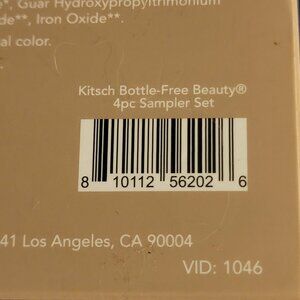 Guar Hydroxypropyltrimonium
de**, Iron Oxide**.
al color.
Kitsch Bottle-Free Beauty®
4pc Sampler Set
8 10112 56202 6
41 Los Angeles, CA 90004
VID: 1046